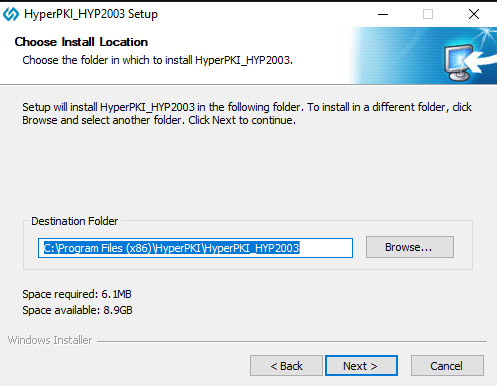 HyperPKI_HYP2003 Setup
Choose Install Location
Choose the folder in which to install HyperPKI_HYP2003.
Setup will install HyperPKI_HYP2003 in the following folder. To install in a different folder, click
Browse and select another folder. Click Next to continue.
Destination Folder
C:\Program Files (x86)\HyperPKI\HyperPKI_HYP2003
Browse...
Space required: 6.1MB
Space available: 8.9GB
Windows Installer
< Back
Next >
Cancel